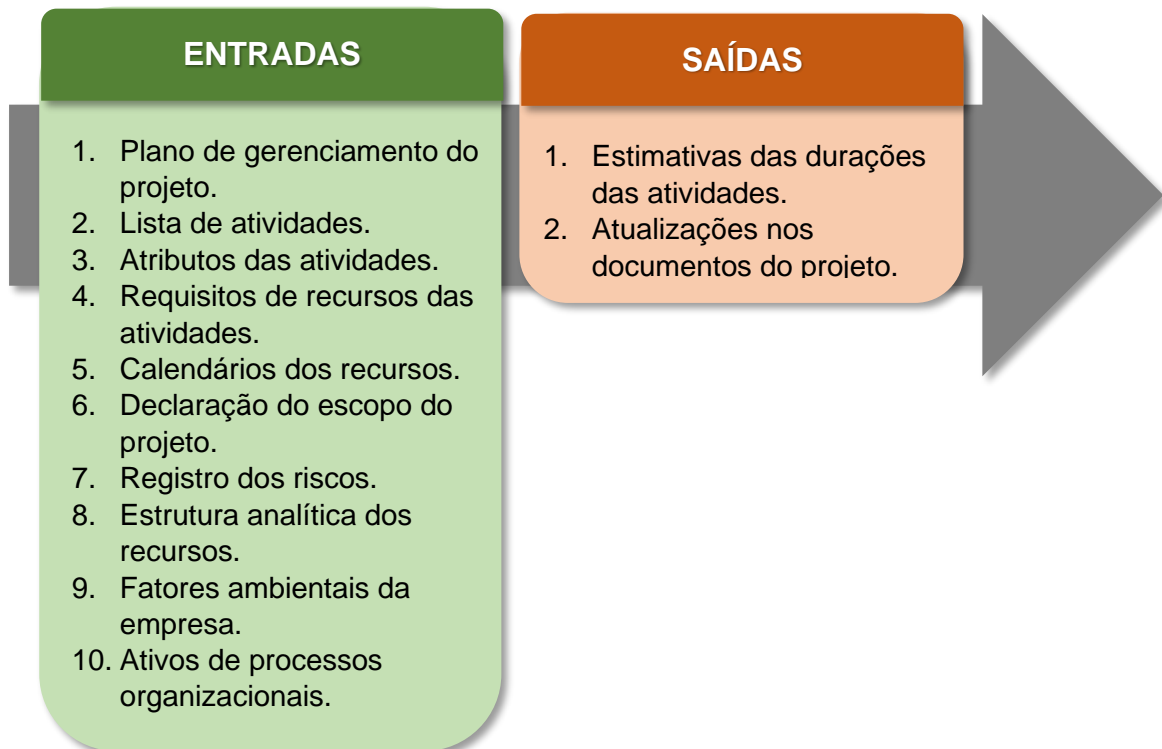 ENTRADAS
1. Plano de gerenciamento do
projeto.
2. Lista de atividades.
3. Atributos das atividades.
4. Requisitos de recursos das
atividades.
5. Calendários dos recursos.
6. Declaração do escopo do
projeto.
7. Registro dos riscos.
8. Estrutura analítica dos
recursos.
9. Fatores ambientais da
empresa.
10. Ativos de processos
organizacionais.
SAÍDAS
1. Estimativas das durações
das atividades.
2. Atualizações nos
documentos do projeto.